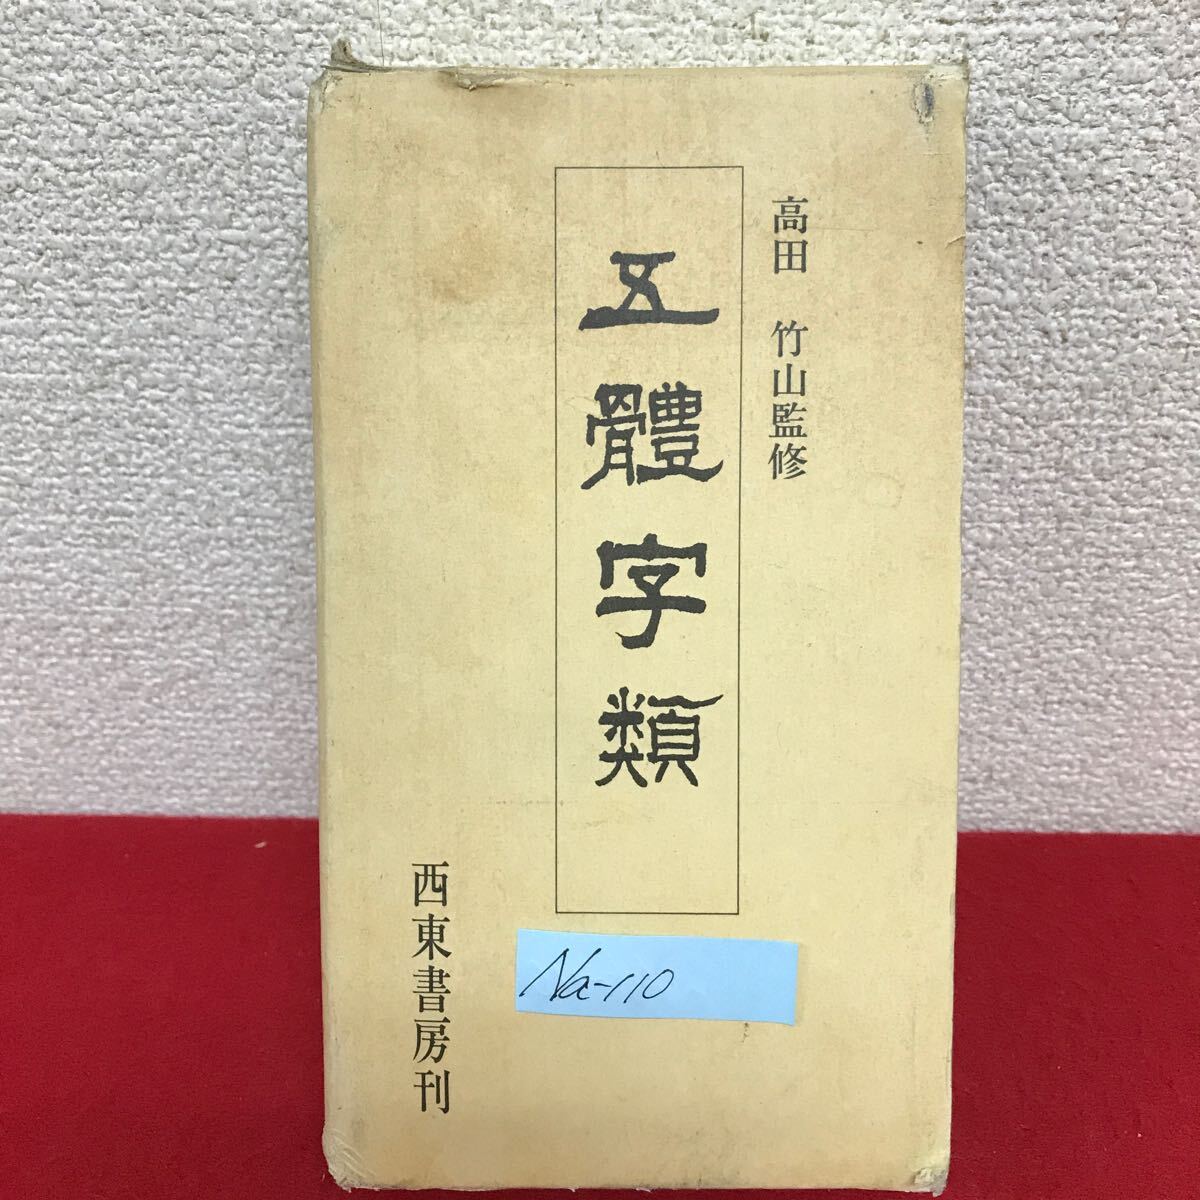 高田 竹山監修
五體字類
西東書房刊
Na-110